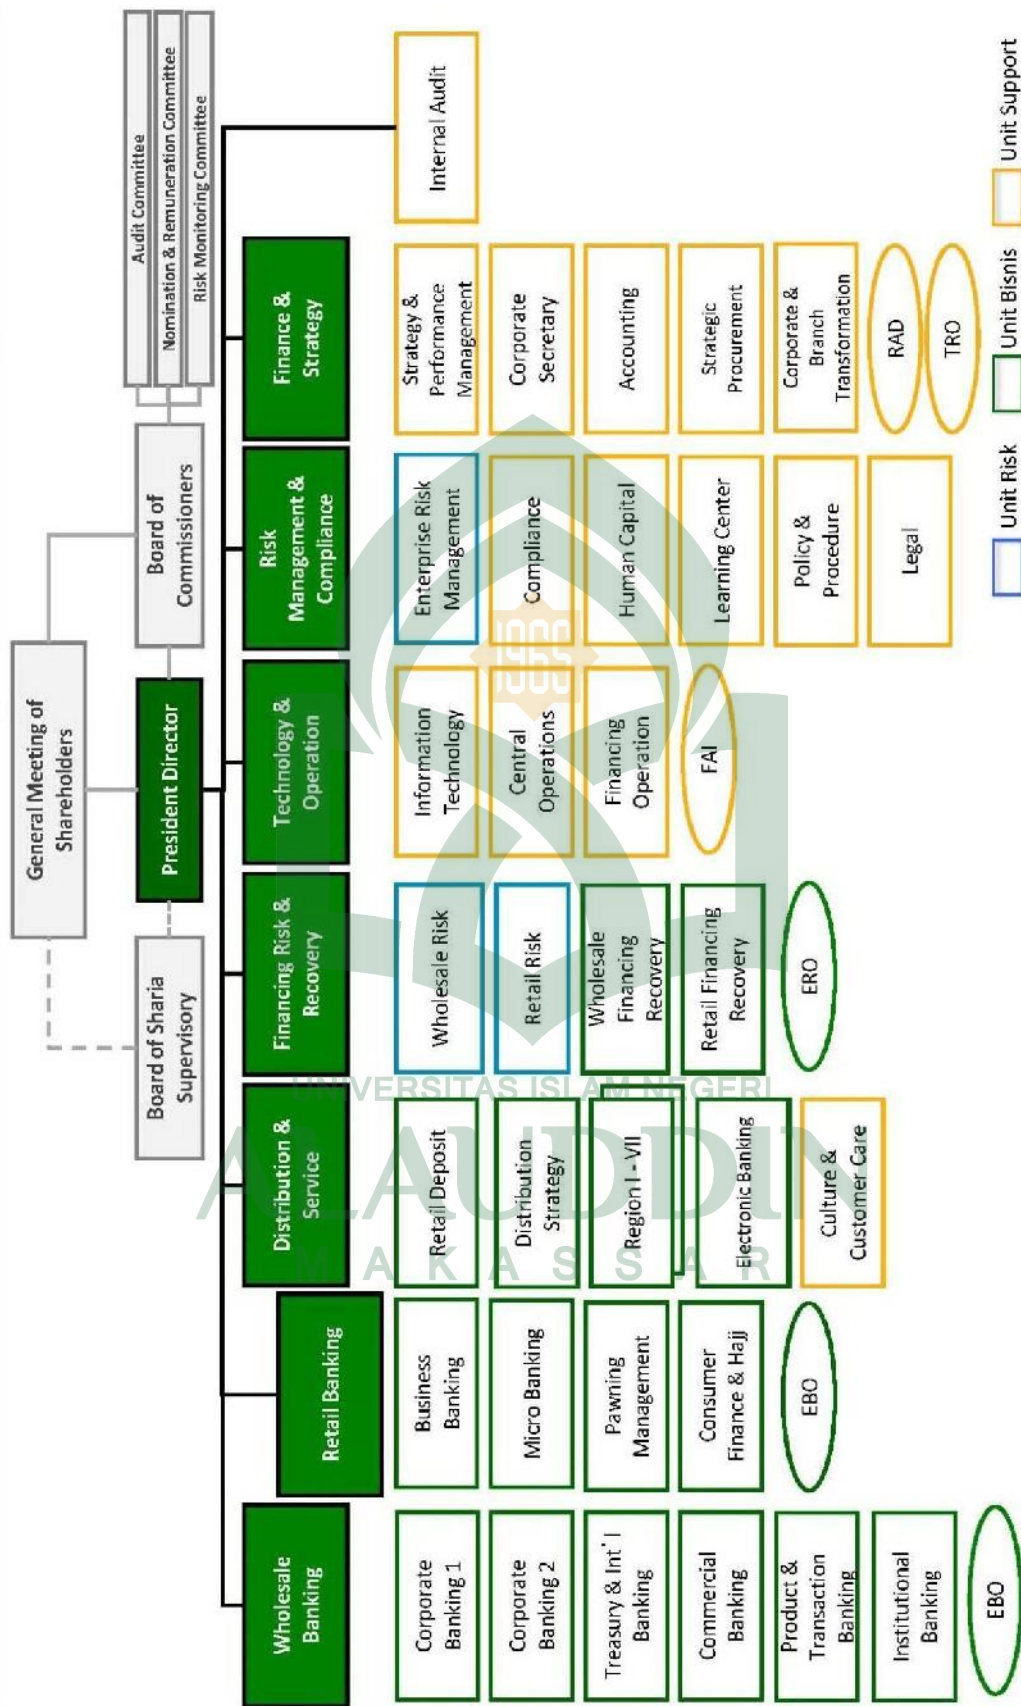 General Meeting of
Shareholders
Board of Sharia
Supervisory
President Director
Board of
Commissioners
Audit Committee
Nomination & Remuneration Committee
Risk Monitoring Committee
Wholesale
Banking
Corporate
Banking 1
Corporate
Banking 2
Treasury & Int'l
Banking
Commercial
Banking
Product &
Transaction
Banking
Institutional
Banking
EBO
Retail Banking
Business
Banking
Micro Banking
Pawning
Management
Consumer
Finance & Hajj
EBO
Distribution &
Service
Retail Deposit
Distribution
Strategy
Region I - VII
Electronic Banking
Culture &
Customer Care
Financing Risk &
Recovery
Wholesale Risk
Retail Risk
Wholesale
Financing
Recovery
Retail Financing
Recovery
ERO
Technology &
Operation
Information
Technology
Central
Operations
Financing
Operation
FAI
Risk
Management &
Compliance
Enterprise Risk
Management
Compliance
Human Capital
Learning Center
Policy &
Procedure
Legal
Finance &
Strategy
Strategy &
Performance
Management
Corporate
Secretary
Accounting
Strategic
Procurement
Corporate &
Branch
Transformation
RAD
TRO
Internal Audit
Unit Risk
Unit Bisnis
Unit Support
1965
UNIVERSITAS ISLAM NEGERI
ALAUDDIN
MAKASSAR